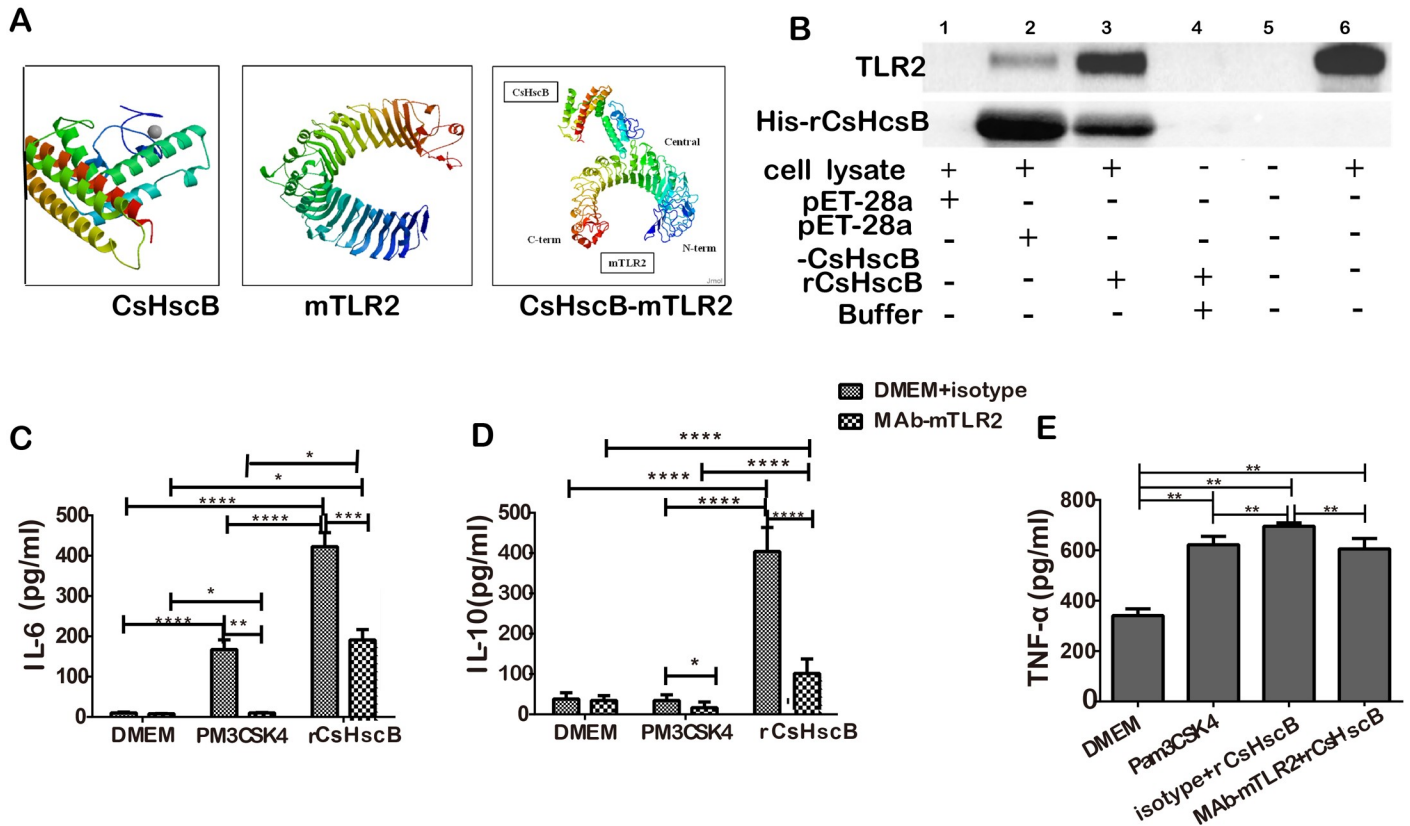 A
CsHscB
Central
C-term
N-term
mTLR2
Jmol
CsHscB
mTLR2
CsHscB-mTLR2
B
1 2 3 4 5 6
TLR2
His-rCsHcsB
cell lysate + + + - - +
pET-28a + - - - - -
pET-28a
-CsHscB - + - - - -
rCsHscB - - + + - -
Buffer - - - + - -
DMEM+isotype
MAb-mTLR2
C
IL-6 (pg/ml)
500
400
300
200
100
0
*
*
****
**** ***
*
**** **
DMEM PM3CSK4 rCsHscB
D
IL-10(pg/ml)
500
400
300
200
100
0
****
****
****
****
****
*
DMEM PM3CSK4 rCsHscB
E
TNF-α (pg/ml)
800
600
400
200
0
**
**
**
** **
DMEM
Pam3CSK4
isotype+r CsHscB
MAb-mTLR2+rCsHscB